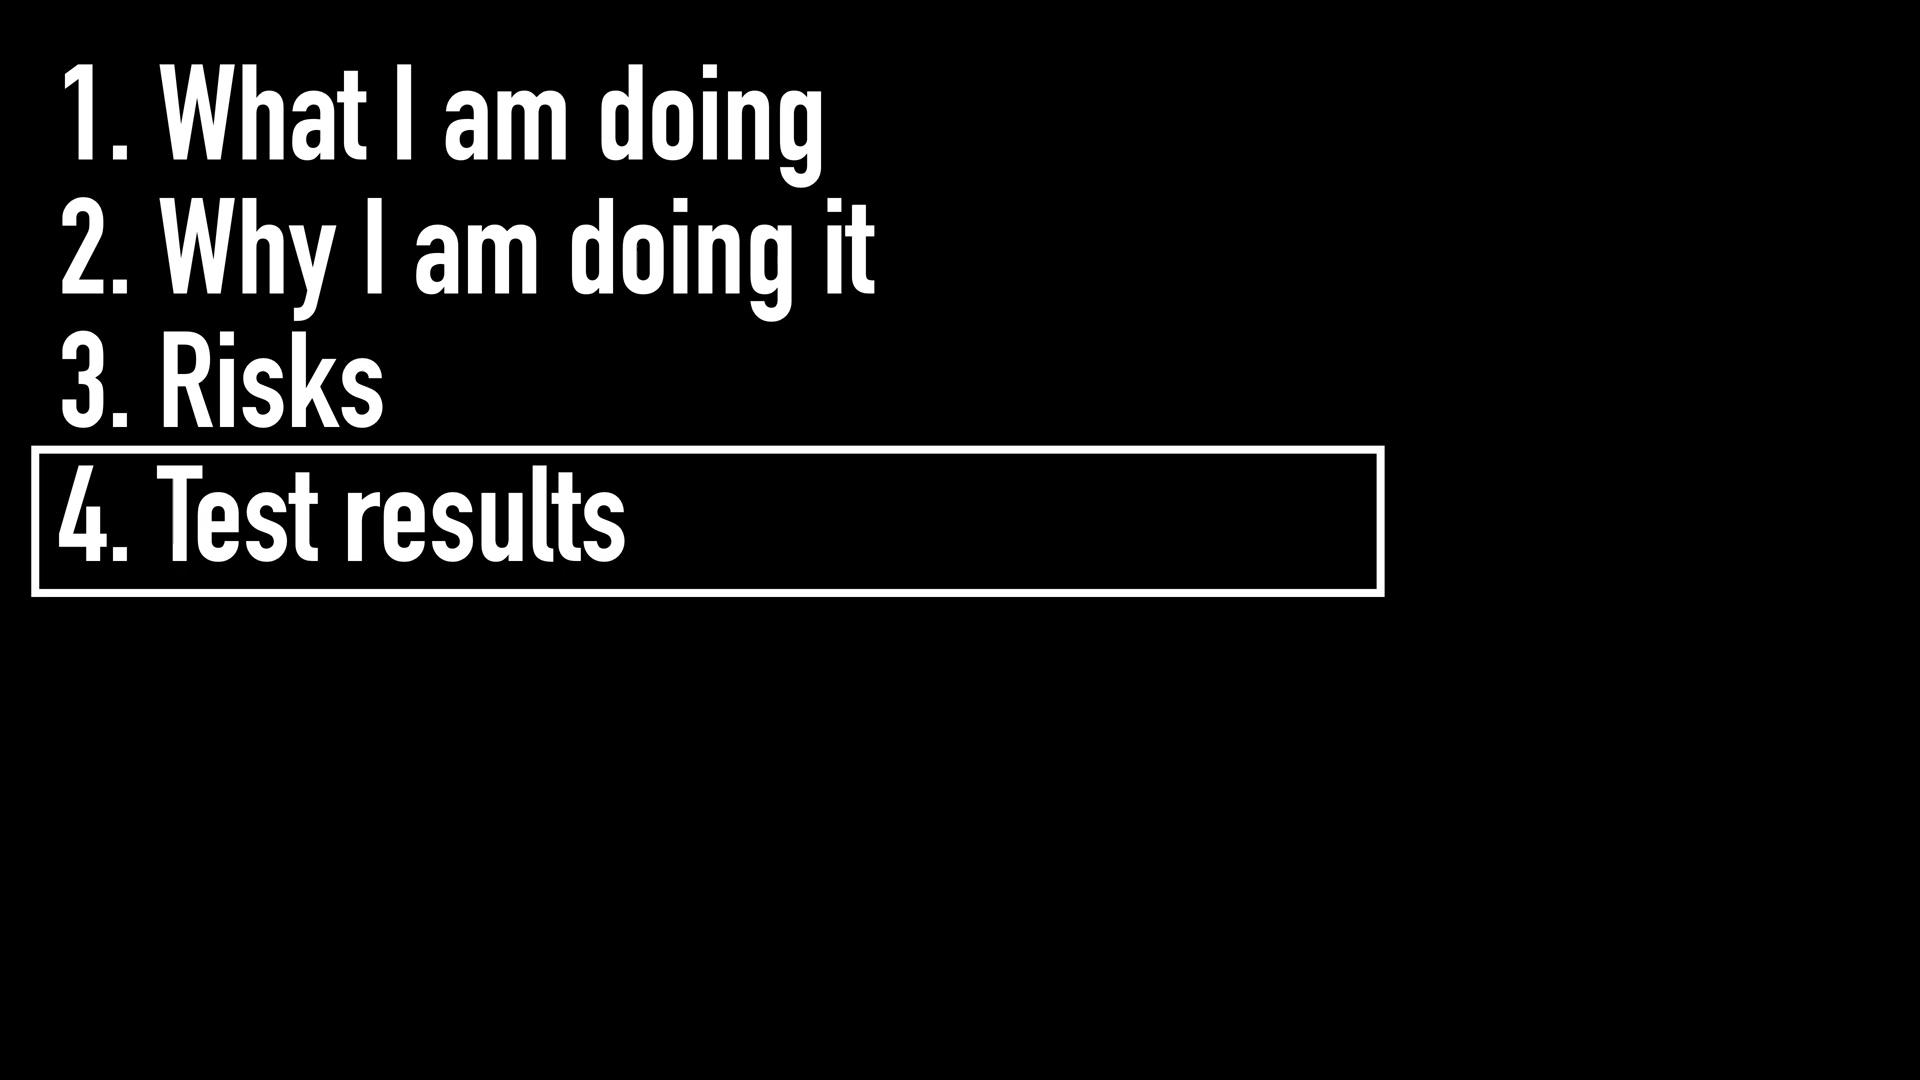 1. What I am doing
2. Why I am doing it
3. Risks
4. Test results